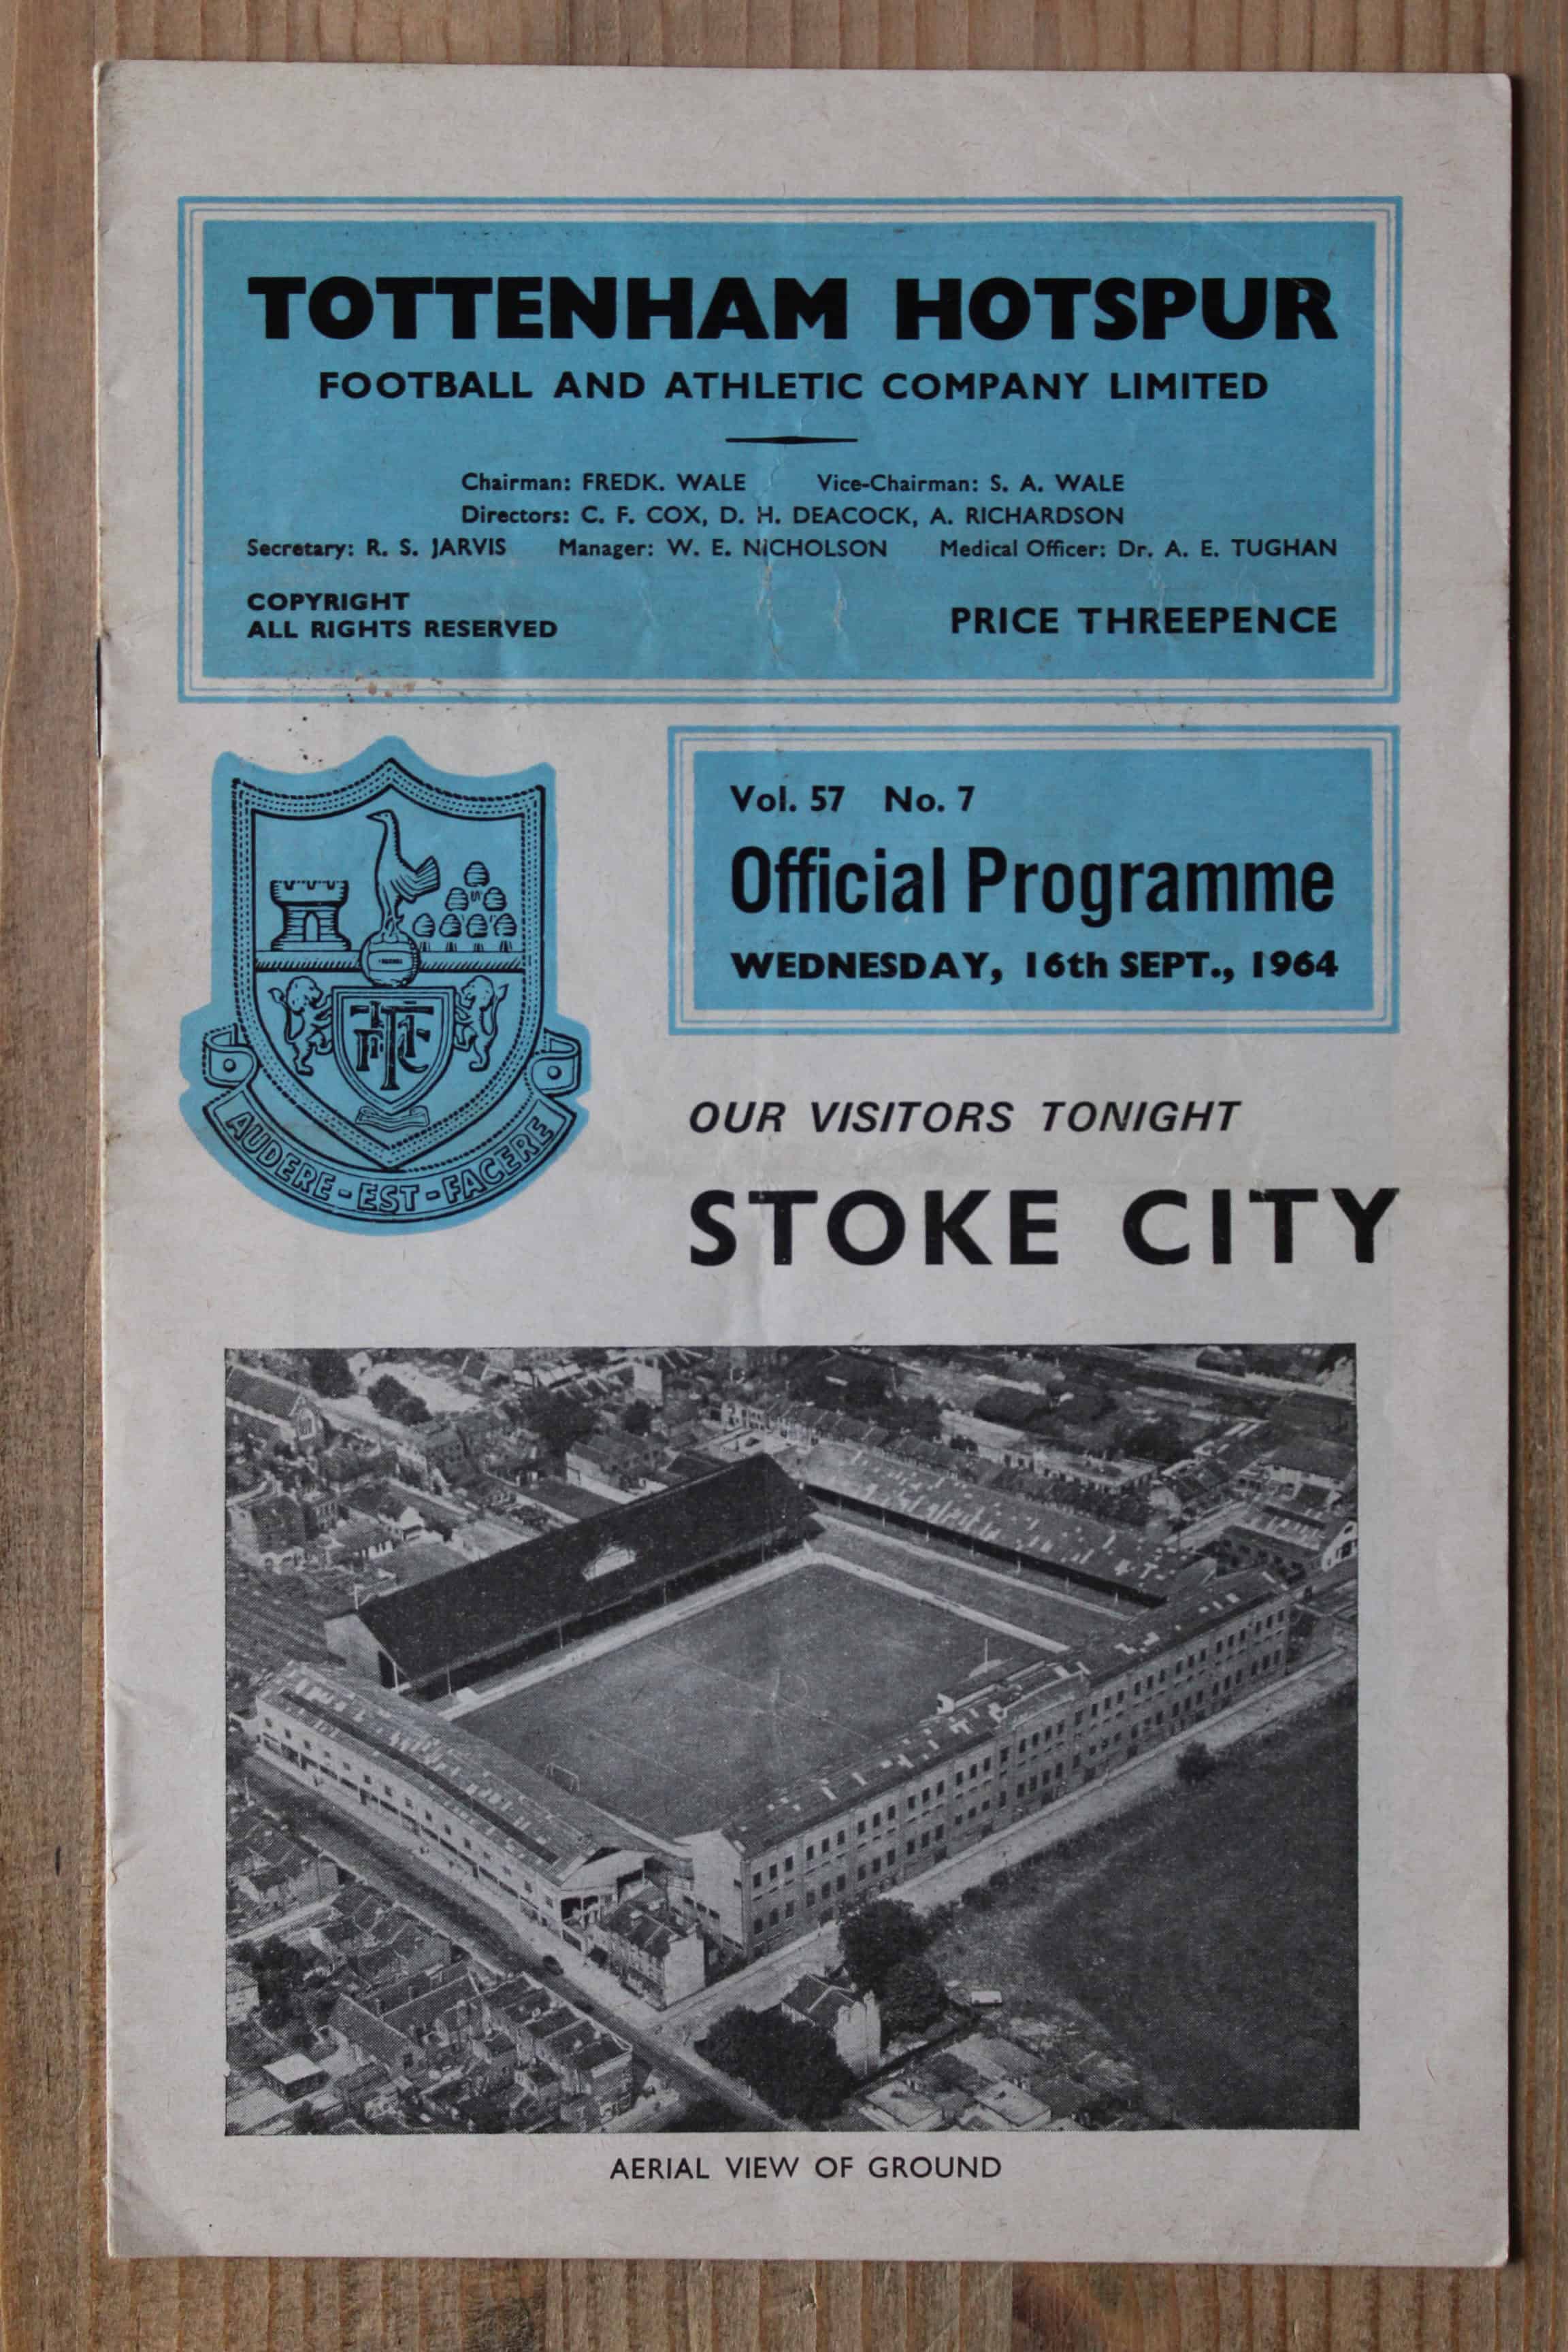 TOTTENHAM HOTSPUR
FOOTBALL AND ATHLETIC COMPANY LIMITED
Chairman: FREDK. WALE Vice-Chairman: S. A. WALE
Directors: C. F. COX, D. H. DEACOCK, A. RICHARDSON
Secretary: R. S. JARVIS Manager: W. E. NICHOLSON Medical Officer: Dr. A. E. TUGHAN
COPYRIGHT
ALL RIGHTS RESERVED
PRICE THREEPENCE
Vol. 57 No. 7
Official Programme
WEDNESDAY, 16th SEPT., 1964
AUDERE-EST-FACERE
OUR VISITORS TONIGHT
STOKE CITY
AERIAL VIEW OF GROUND